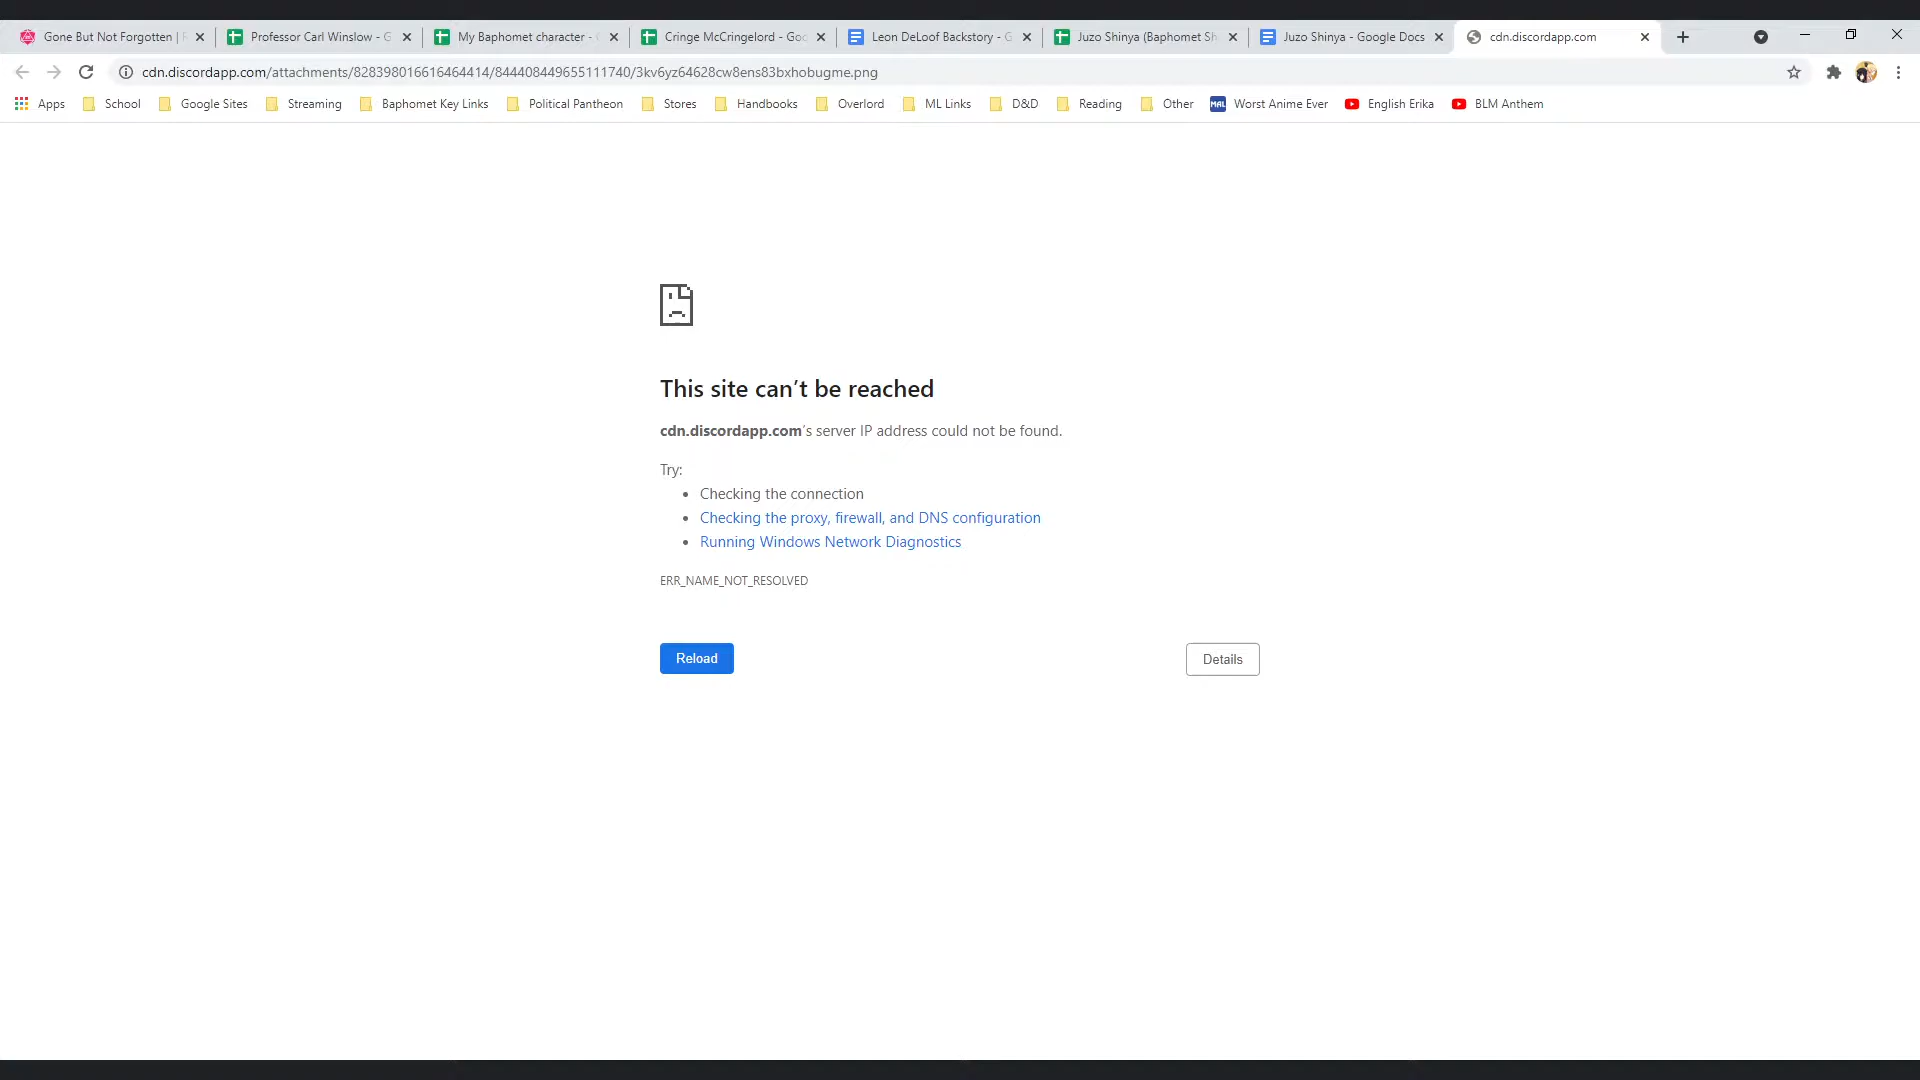 Gone But Not Forgotten |
Professor Carl Winslow - G
My Baphomet character -
Cringe McCringelord - Goo
Leon DeLoof Backstory - G
Juzo Shinya (Baphomet Sh
Juzo Shinya - Google Docs
cdn.discordapp.com
cdn.discordapp.com/attachments/828398016616464414/844408449655111740/3kv6yz64628cw8ens83bxhobugme.png
Apps
School
Google Sites
Streaming
Baphomet Key Links
Political Pantheon
Stores
Handbooks
Overlord
ML Links
D&D
Reading
Other
MAL
Worst Anime Ever
English Erika
BLM Anthem
This site can’t be reached
cdn.discordapp.com’s server IP address could not be found.
Try:
• Checking the connection
• Checking the proxy, firewall, and DNS configuration
• Running Windows Network Diagnostics
ERR_NAME_NOT_RESOLVED
Reload
Details